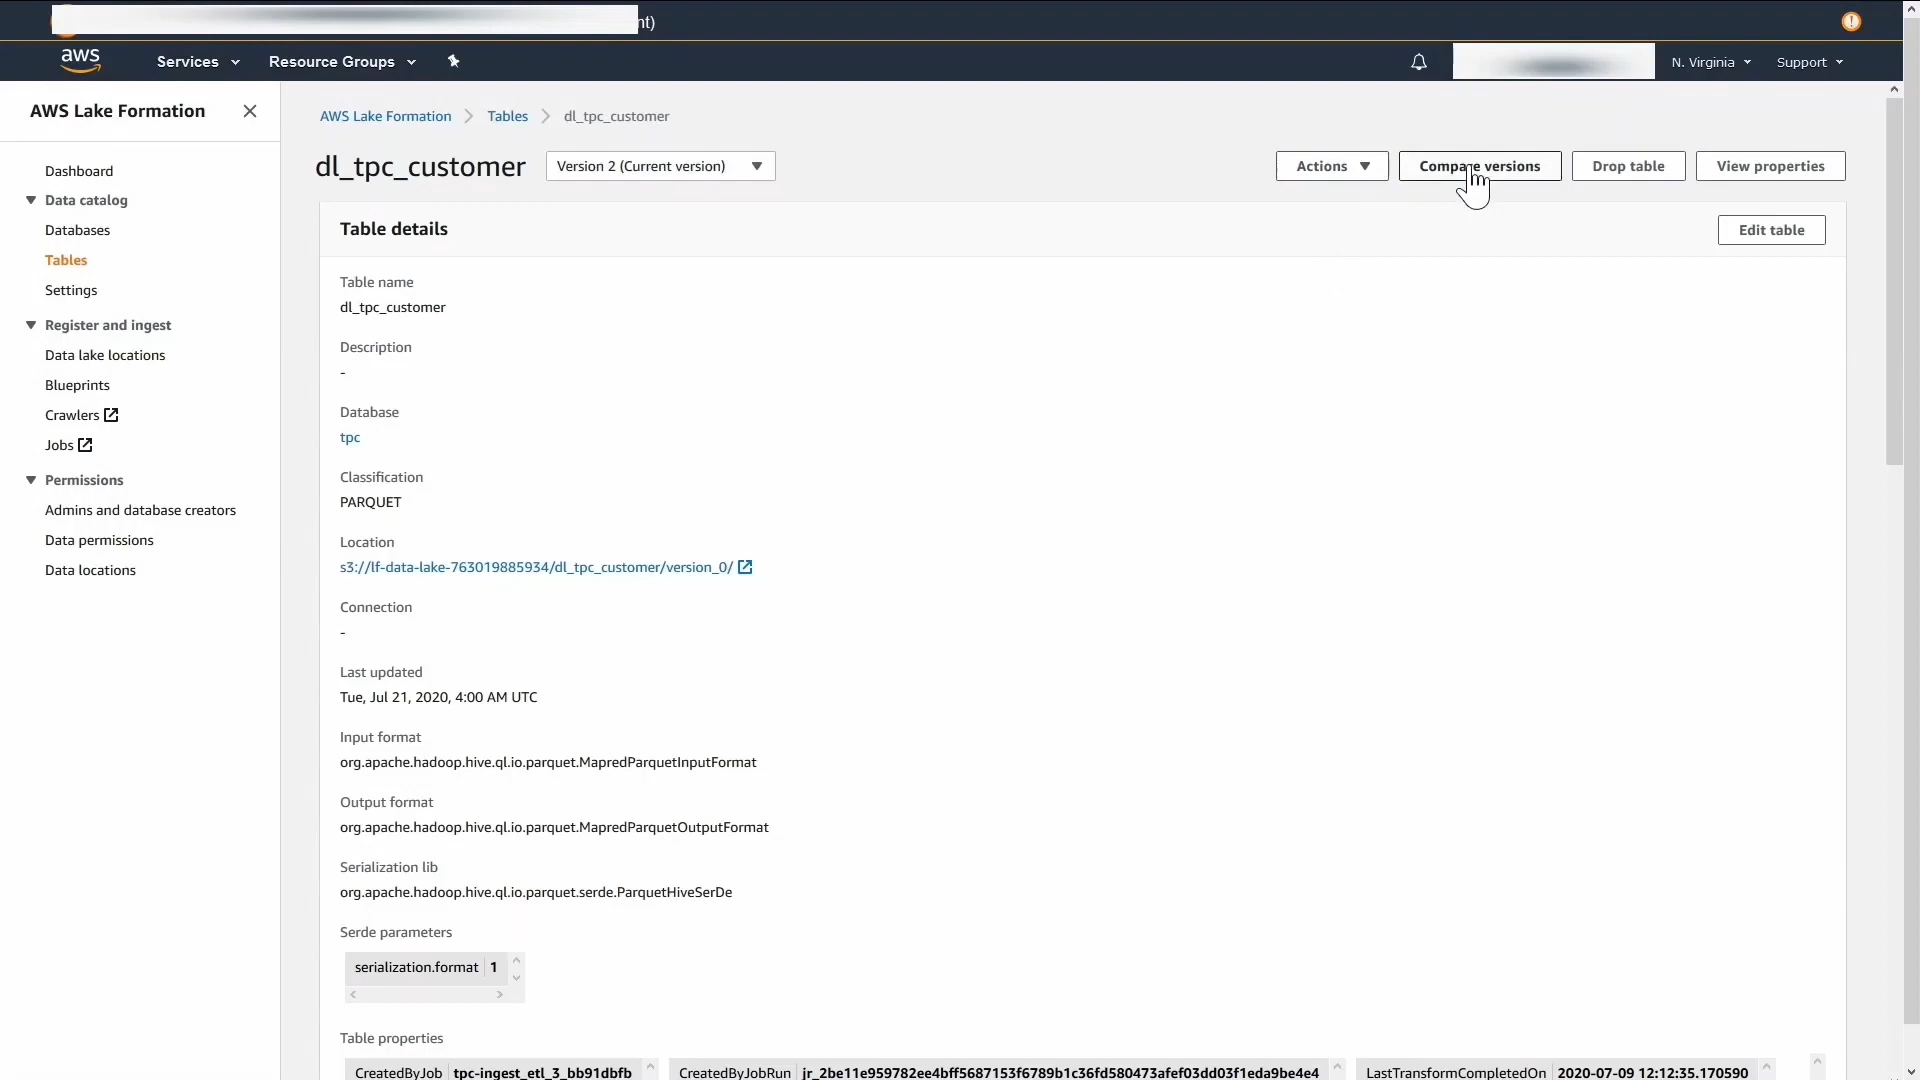 nt)
aws Services Resource Groups N. Virginia Support
AWS Lake Formation
Dashboard
Data catalog
Databases
Tables
Settings
Register and ingest
Data lake locations
Blueprints
Crawlers
Jobs
Permissions
Admins and database creators
Data permissions
Data locations
AWS Lake Formation Tables dl_tpc_customer
dl_tpc_customer Version 2 (Current version) Actions Compare versions Drop table View properties
Table details Edit table
Table name
dl_tpc_customer
Description
-
Database
tpc
Classification
PARQUET
Location
s3://lf-data-lake-763019885934/dl_tpc_customer/version_0/
Connection
-
Last updated
Tue, Jul 21, 2020, 4:00 AM UTC
Input format
org.apache.hadoop.hive.ql.io.parquet.MapredParquetInputFormat
Output format
org.apache.hadoop.hive.ql.io.parquet.MapredParquetOutputFormat
Serialization lib
org.apache.hadoop.hive.ql.io.parquet.serde.ParquetHiveSerDe
Serde parameters
serialization.format 1
Table properties
CreatedByJob tpc-ingest_etl_3_bb91dbfb CreatedByJobRun jr_2be11e959782ee4bff5687153f6789b1c36fd580473afef03dd03f1eda9be4e4 LastTransformCompletedOn 2020-07-09 12:12:35.170590